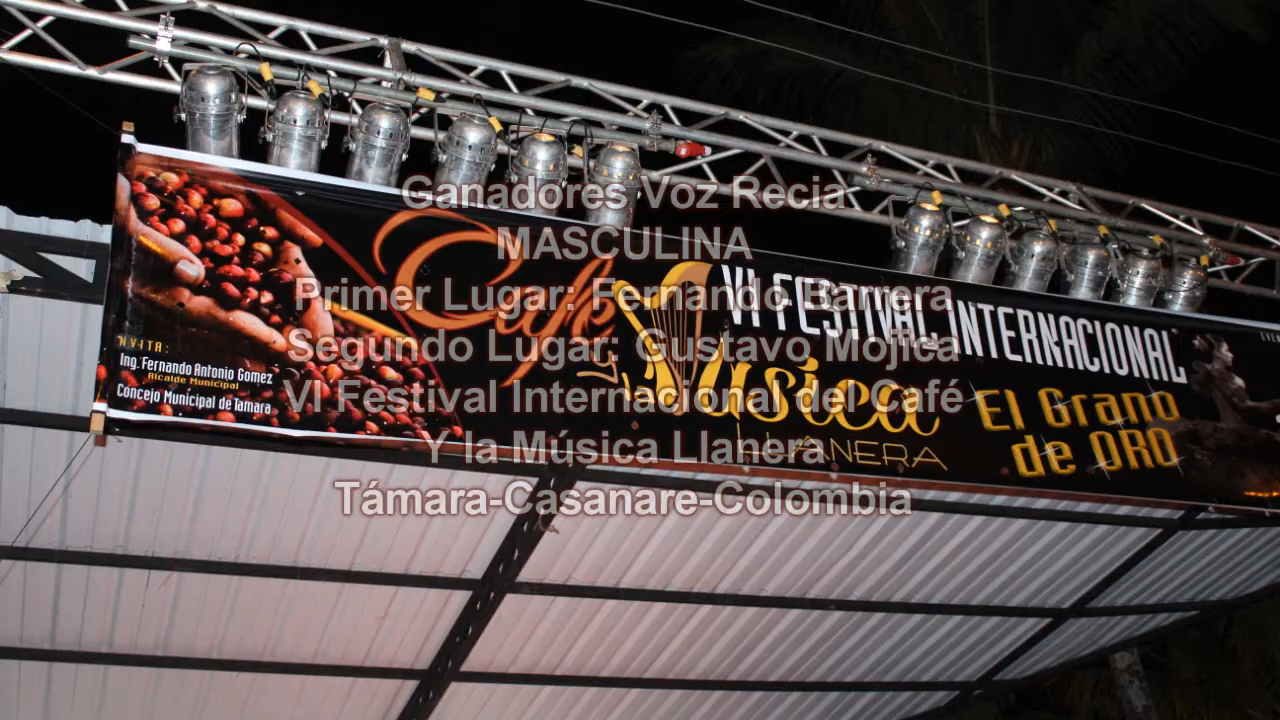 Ganadores Voz Recia
MASCULINA
Primer Lugar: Fernando Barrera
Segundo Lugar: Gustavo Mojica
VI Festival Internacional del Café
Y la Música Llanera
Támara-Casanare-Colombia
Café
y la
Música
LLANERA
VI FESTIVAL INTERNACIONAL
El Grano
de ORO
NVITA:
Ing. Fernando Antonio Gomez
Alcalde Municipal
Concejo Municipal de Tamara